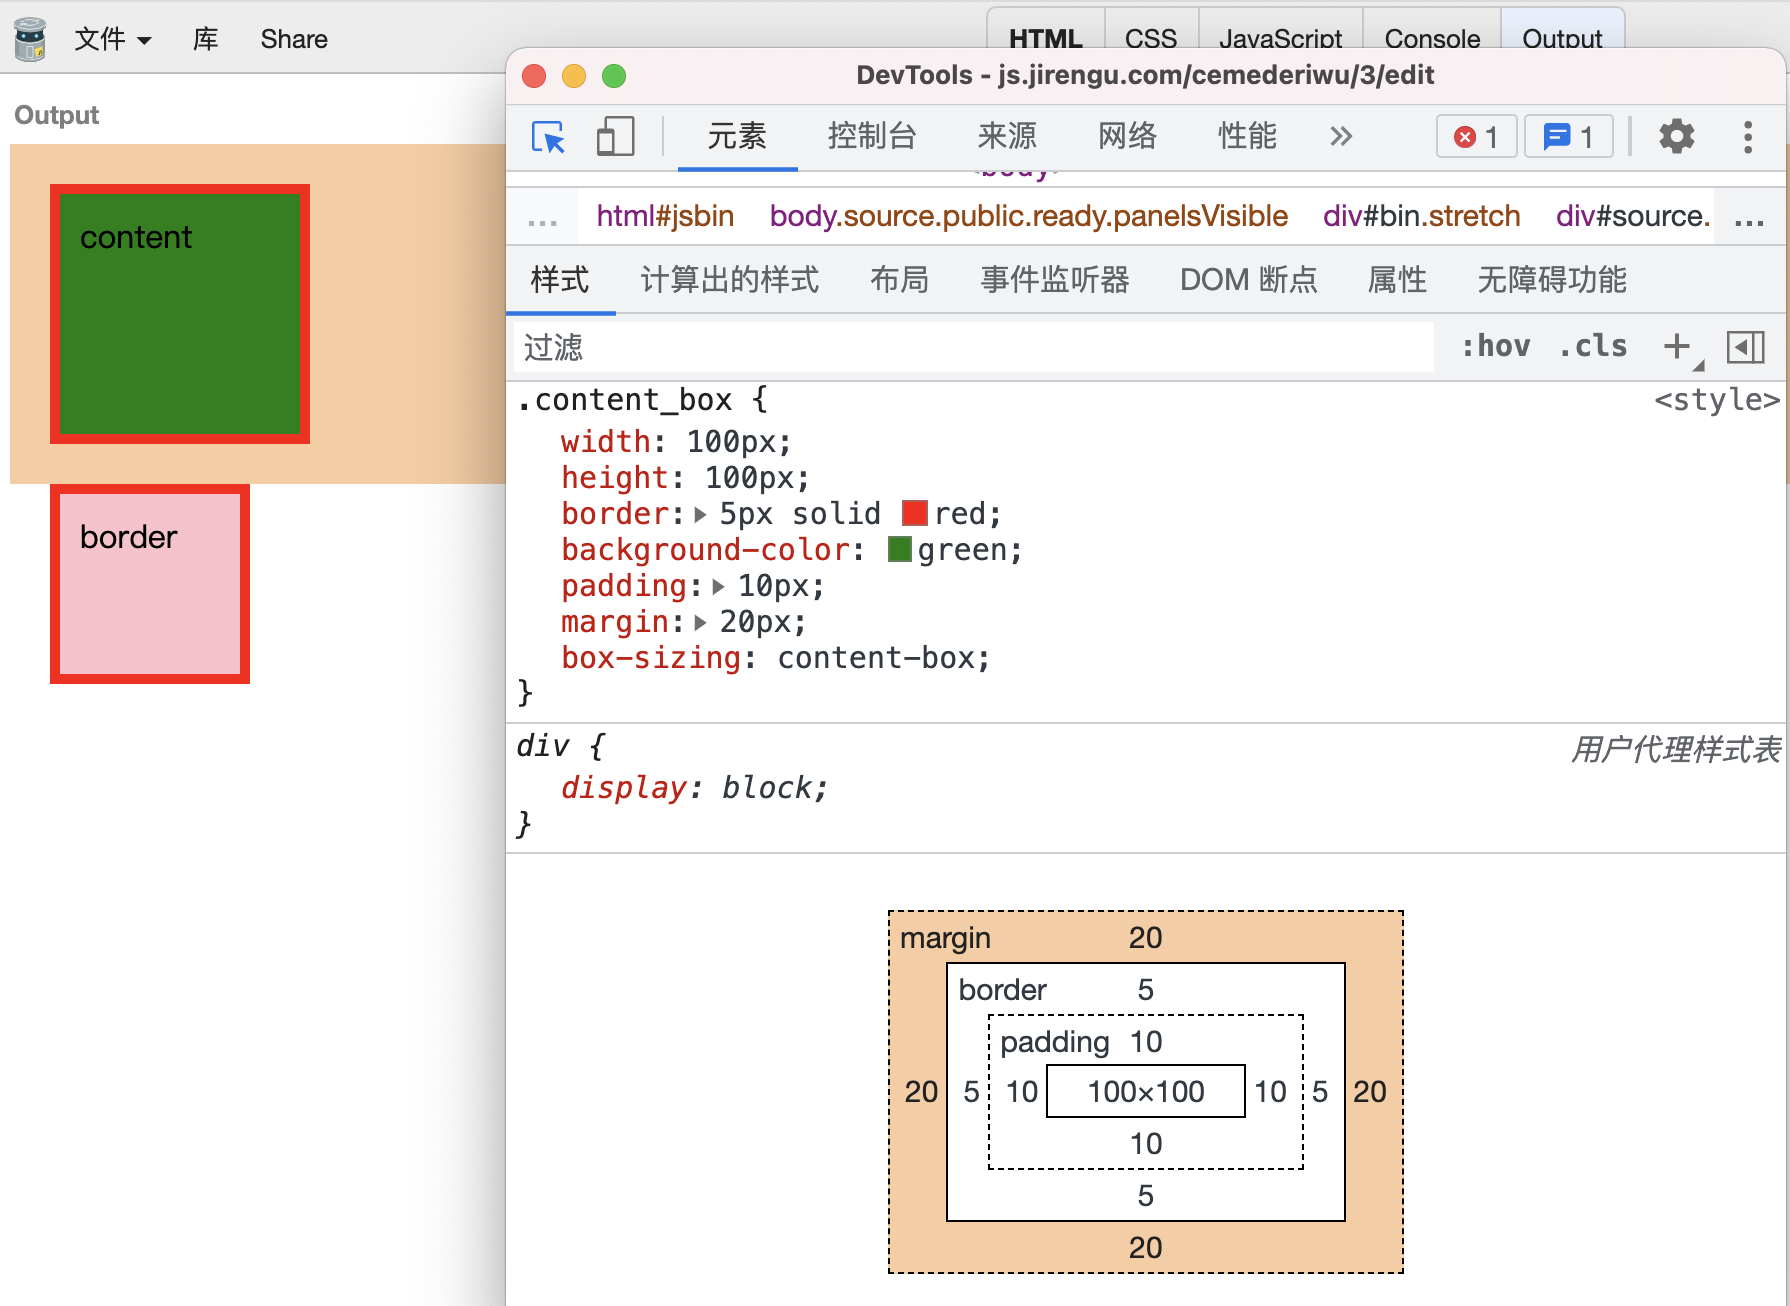 文件 库 Share HTML CSS JavaScript Console Output
DevTools - js.jirengu.com/cemederiwu/3/edit
Output
content
border
元素 控制台 来源 网络 性能 » 1 1
<body>
... html#jsbin body.source.public.ready.panelsVisible div#bin.stretch div#source. ...
样式 计算出的样式 布局 事件监听器 DOM 断点 属性 无障碍功能
过滤 :hov .cls +
.content_box { <style>
width: 100px;
height: 100px;
border: 5px solid red;
background-color: green;
padding: 10px;
margin: 20px;
box-sizing: content-box;
}
div { 用户代理样式表
display: block;
}
margin 20
border 5
padding 10
20 5 10 100×100 10 5 20
10
5
20